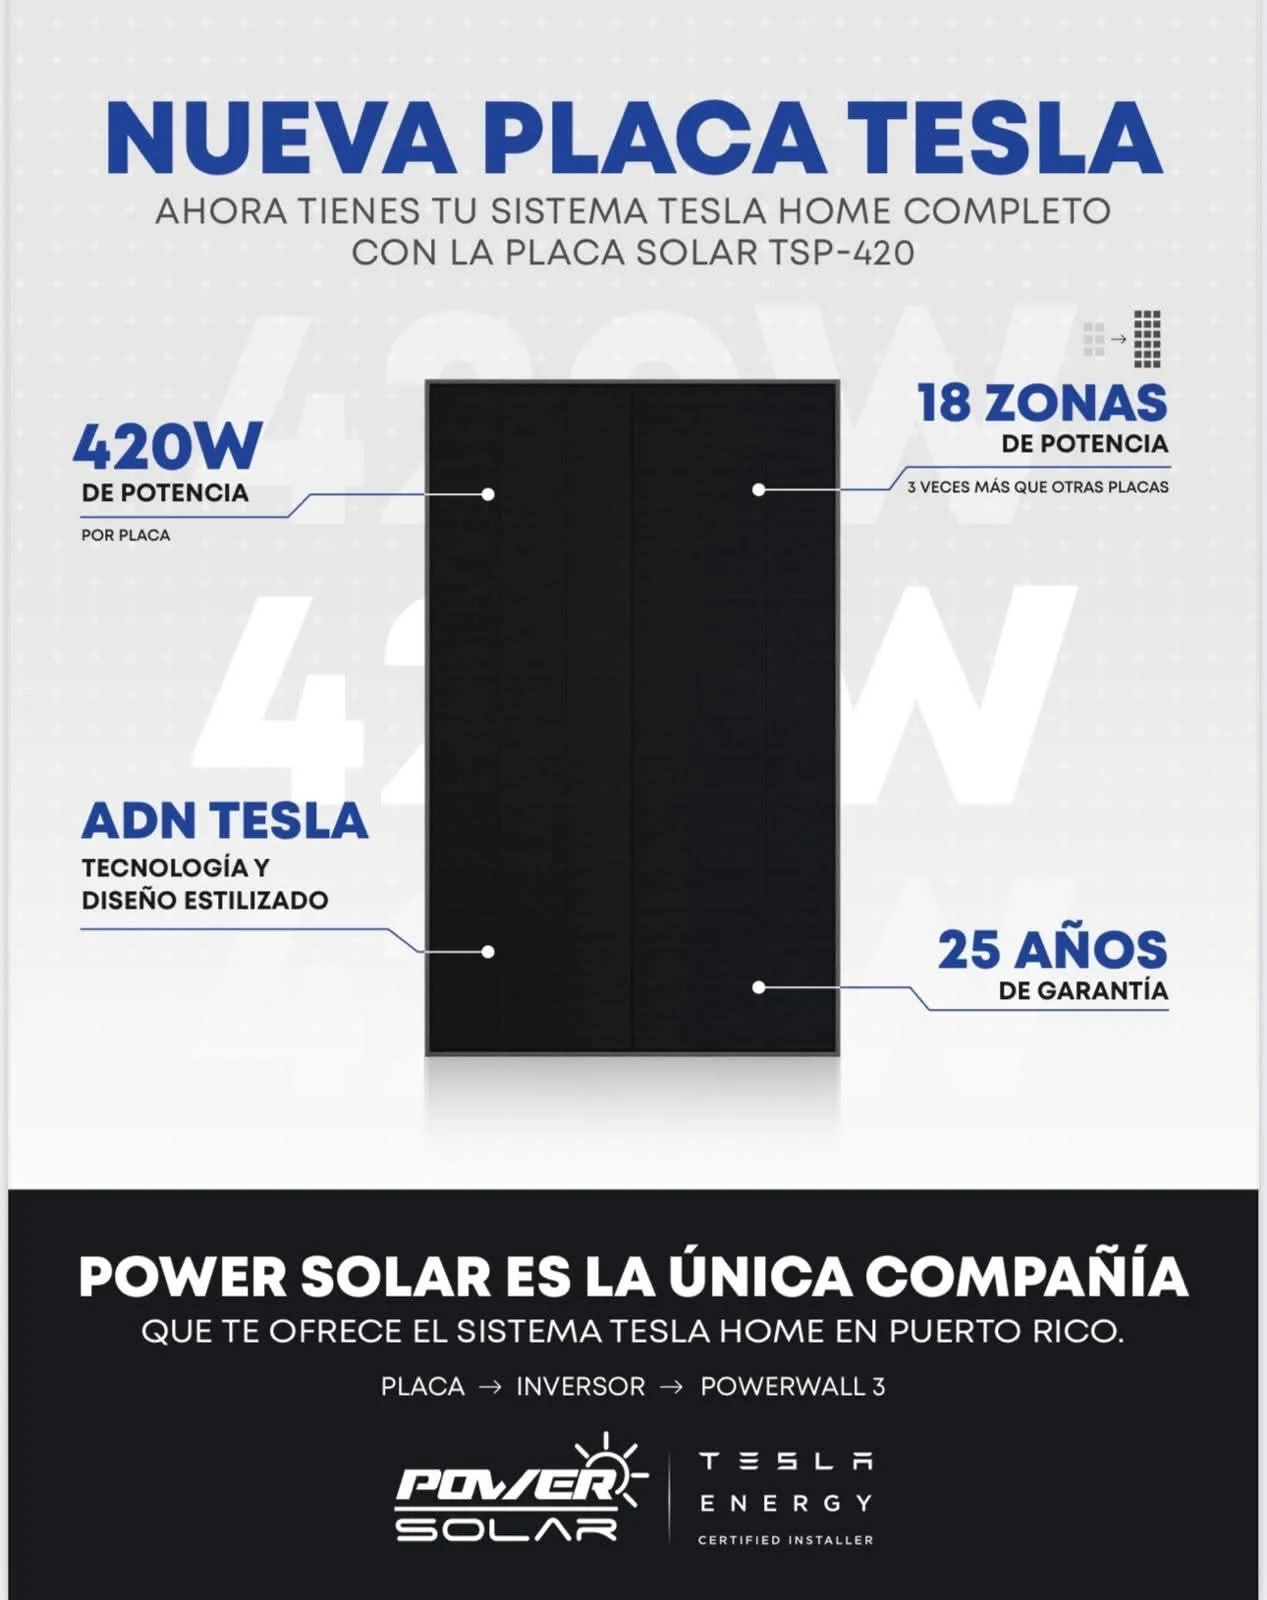 NUEVA PLACA TESLA
AHORA TIENES TU SISTEMA TESLA HOME COMPLETO
CON LA PLACA SOLAR TSP-420
420W
420W
DE POTENCIA
POR PLACA
18 ZONAS
DE POTENCIA
3 VECES MÁS QUE OTRAS PLACAS
ADN TESLA
TECNOLOGÍA Y
DISEÑO ESTILIZADO
25 AÑOS
DE GARANTÍA
POWER SOLAR ES LA ÚNICA COMPAÑÍA
QUE TE OFRECE EL SISTEMA TESLA HOME EN PUERTO RICO.
PLACA → INVERSOR → POWERWALL 3
POWER
SOLAR
TESLA
ENERGY
CERTIFIED INSTALLER